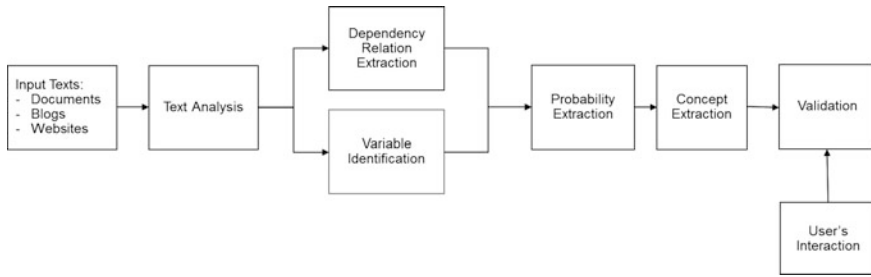 Input Texts:
- Documents
- Blogs
- Websites
Text Analysis
Dependency
Relation
Extraction
Variable
Identification
Probability
Extraction
Concept
Extraction
Validation
User's
Interaction